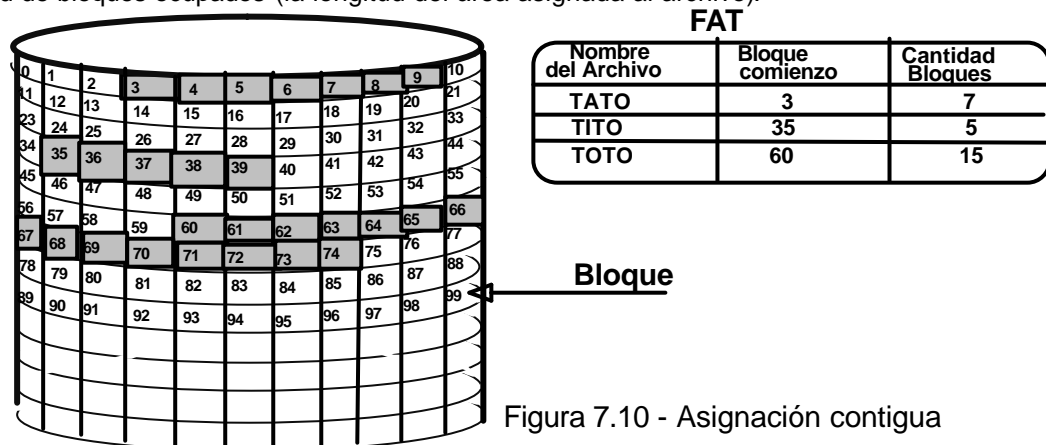 de bloques ocupados (la longitud del área asignada al archivo).
FAT
Nombre del Archivo Bloque comienzo Cantidad Bloques
TATO 3 7
TITO 35 5
TOTO 60 15
0 1 2 3 4 5 6 7 8 9 10
11 12 13 14 15 16 17 18 19 20 21
23 24 25 26 27 28 29 30 31 32 33
34 35 36 37 38 39 40 41 42 43 44
45 46 47 48 49 50 51 52 53 54 55
56 57 58 59 60 61 62 63 64 65 66
67 68 69 70 71 72 73 74 75 76 77
78 79 80 81 82 83 84 85 86 87 88
89 90 91 92 93 94 95 96 97 98 99
Bloque
Figura 7.10 - Asignación contigua